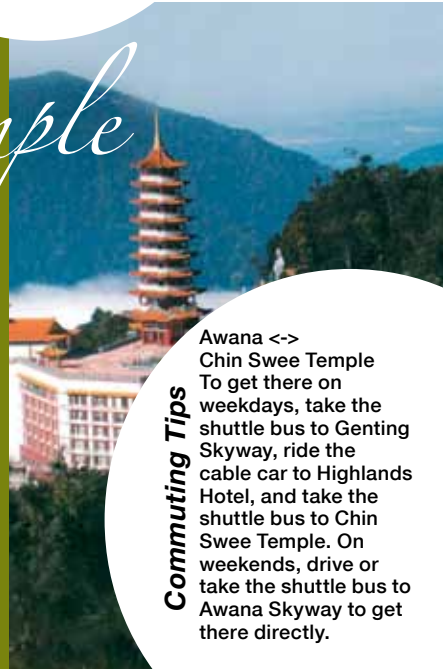 Commuting Tips
Awana <->
Chin Swee Temple
To get there on
weekdays, take the
shuttle bus to Genting
Skyway, ride the
cable car to Highlands
Hotel, and take the
shuttle bus to Chin
Swee Temple. On
weekends, drive or
take the shuttle bus to
Awana Skyway to get
there directly.